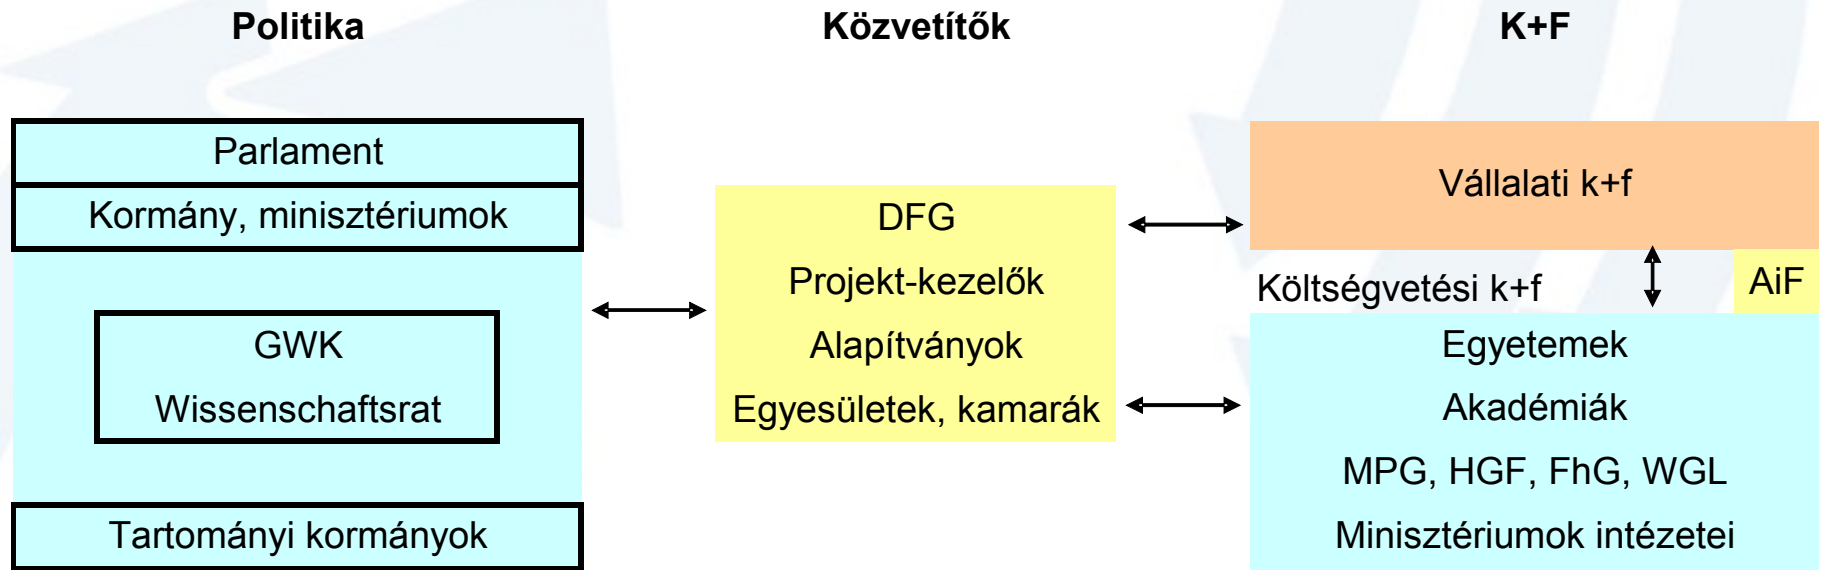 Politika
Parlament
Kormány, minisztériumok
GWK
Wissenschaftsrat
Tartományi kormányok
Közvetítők
DFG
Projekt-kezelők
Alapítványok
Egyesületek, kamarák
K+F
Vállalati k+f
Költségvetési k+f
AiF
Egyetemek
Akadémiák
MPG, HGF, FhG, WGL
Minisztériumok intézetei